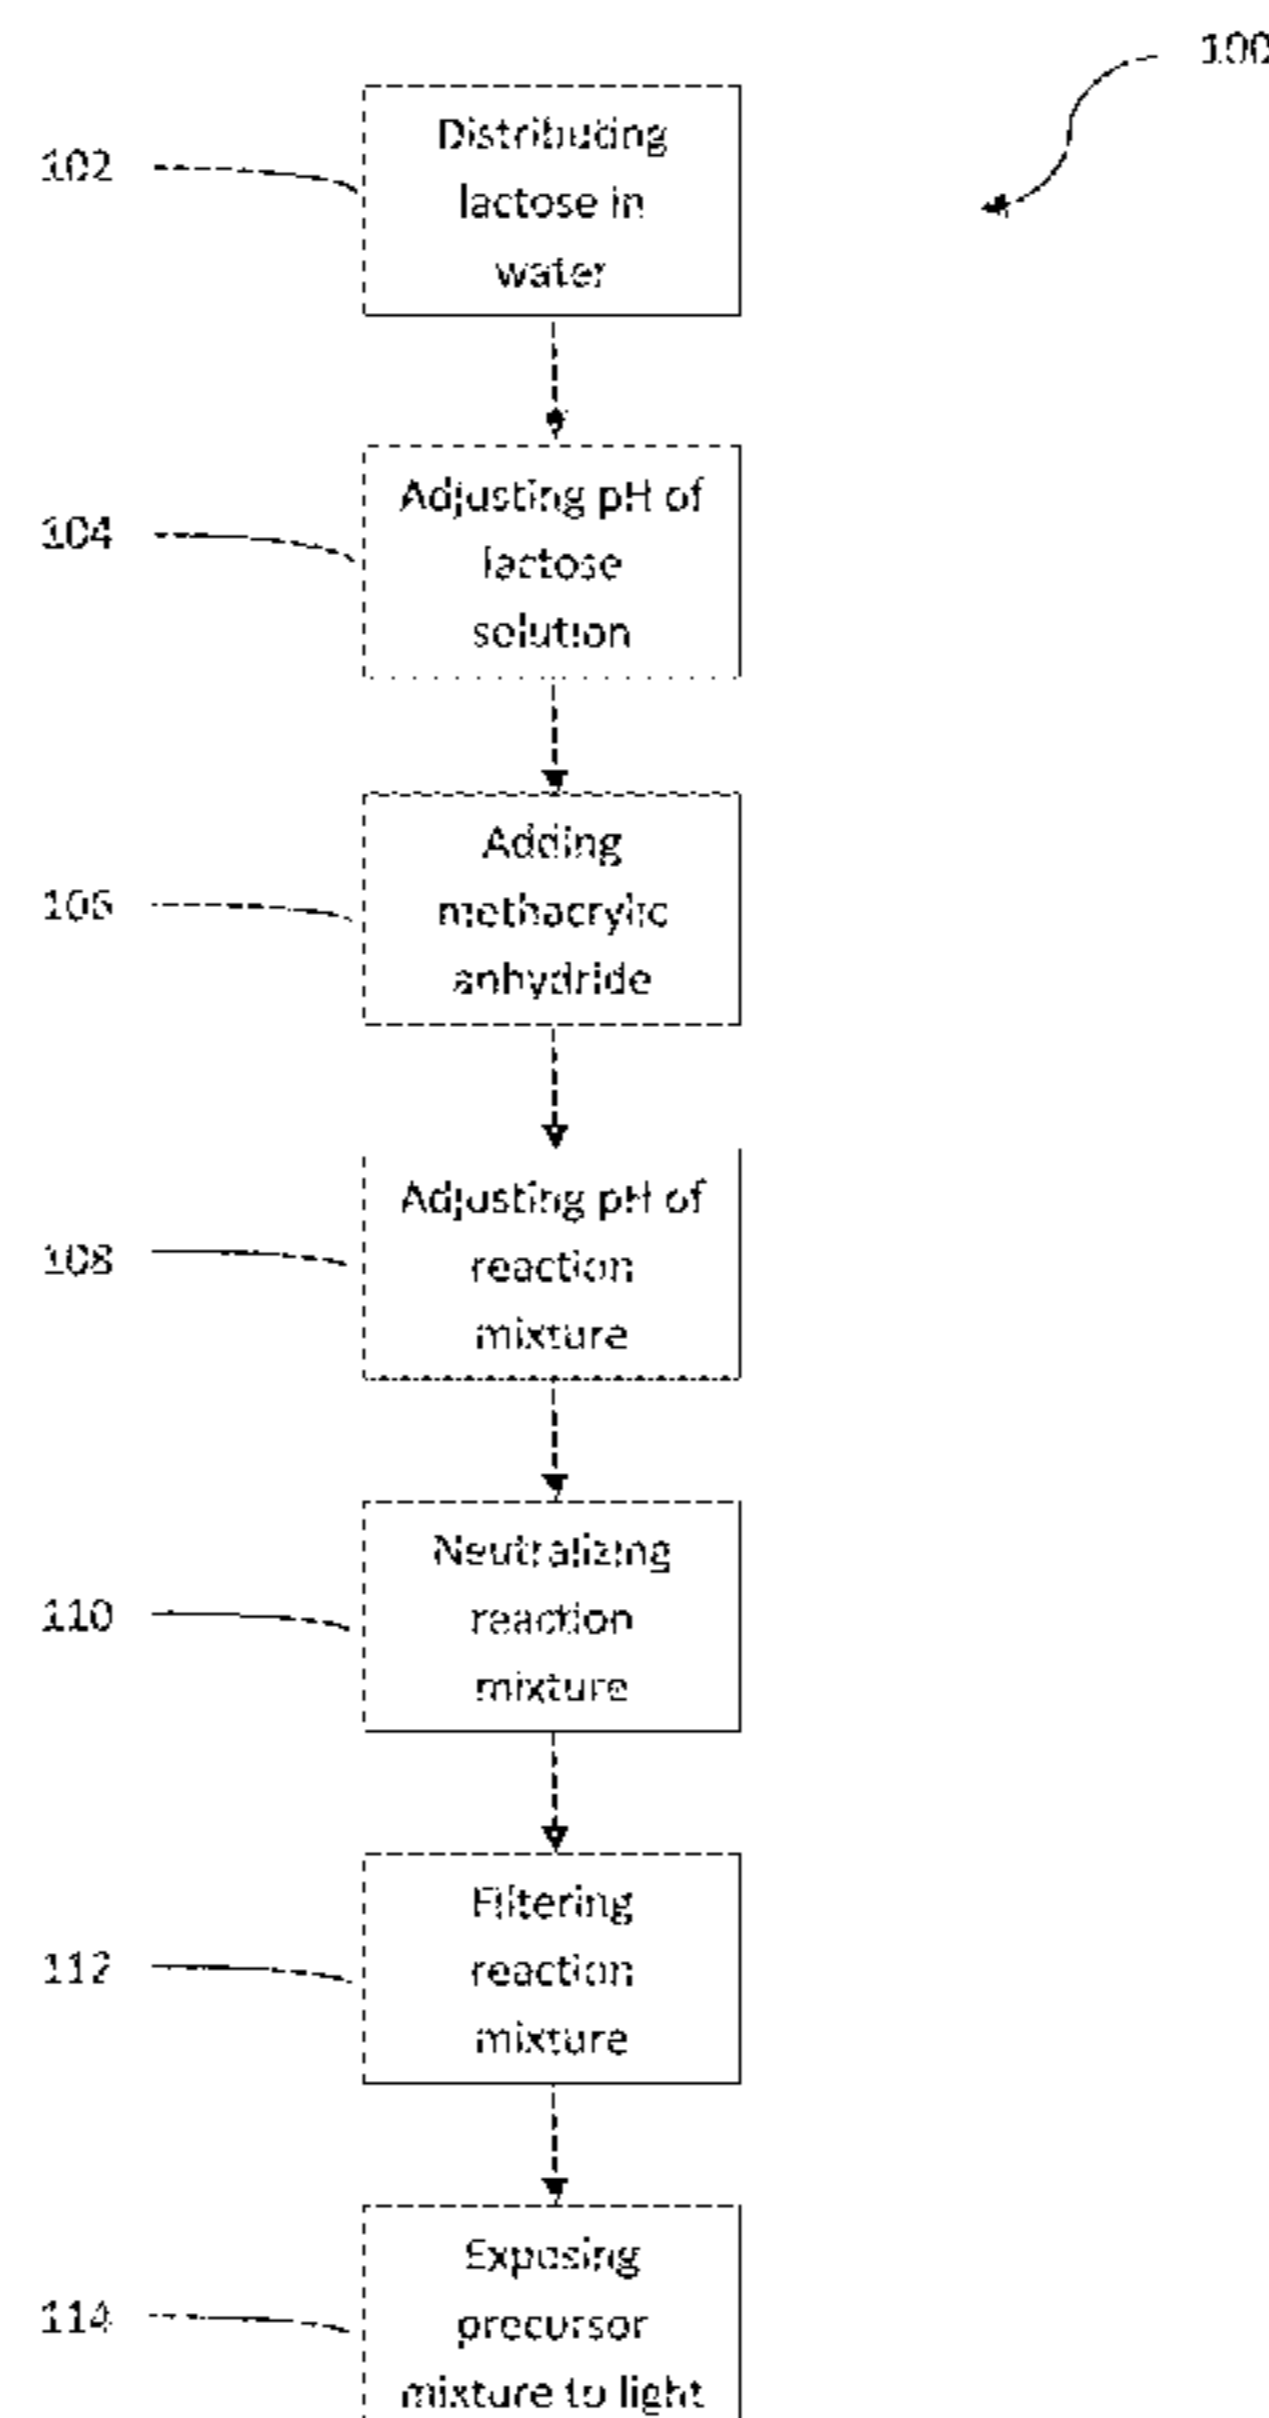 100
102
Distributing
lactose in
water
104
Adjusting pH of
lactose
solution
106
Adding
methacrylic
anhydride
108
Adjusting pH of
reaction
mixture
110
Neutralizing
reaction
mixture
112
Filtering
reaction
mixture
114
Exposing
precursor
mixture to light